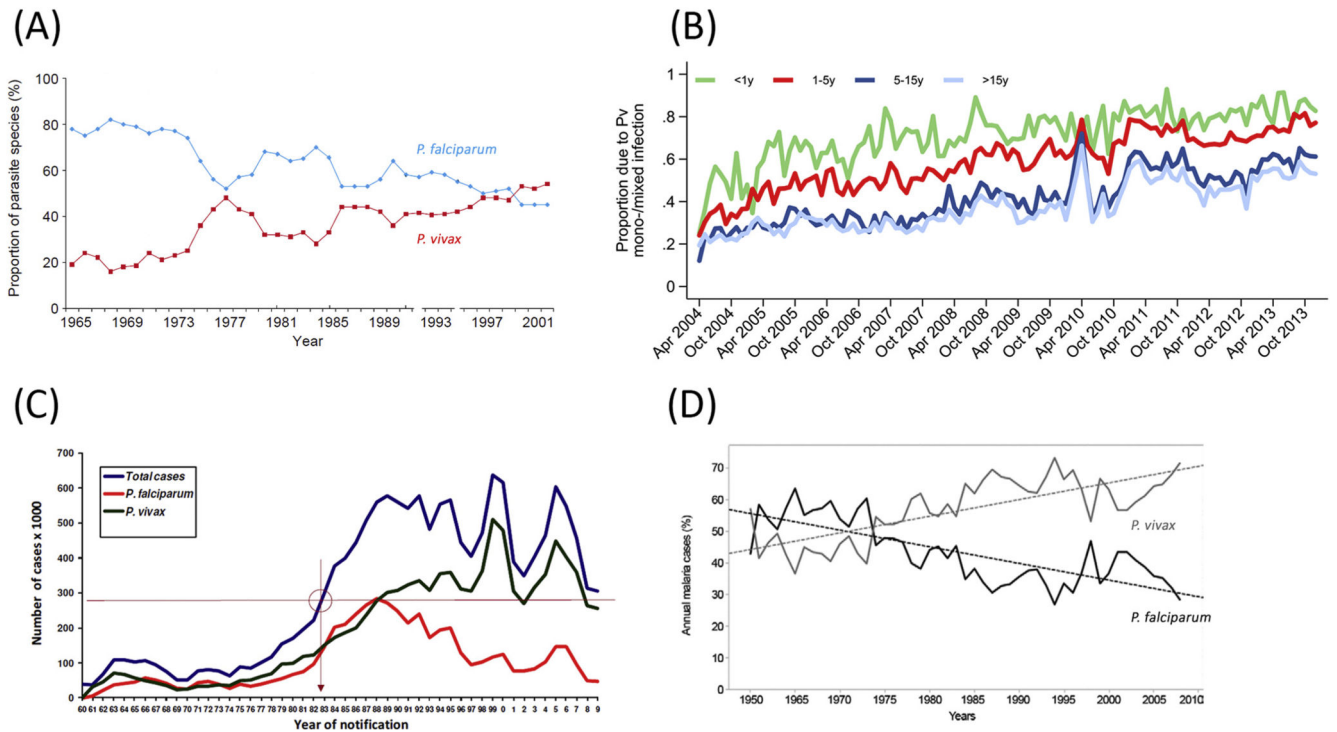 (A)
Proportion of parasite species (%)
100
80
60
40
20
0
P. falciparum
P. vivax
1965 1969 1973 1977 1981 1985 1989 1993 1997 2001
Year
(B)
Proportion due to Pv
mono-/mixed infection
1
.8
.6
.4
.2
0
<1y 1-5y 5-15y >15y
Apr 2004 Oct 2004 Apr 2005 Oct 2005 Apr 2006 Oct 2006 Apr 2007 Oct 2007 Apr 2008 Oct 2008 Apr 2009 Oct 2009 Apr 2010 Oct 2010 Apr 2011 Oct 2011 Apr 2012 Oct 2012 Apr 2013 Oct 2013
(C)
Number of cases x 1000
700
600
500
400
300
200
100
0
Total cases
P. falciparum
P. vivax
60 61 62 63 64 65 66 67 68 69 70 71 72 73 74 75 76 77 78 79 80 81 82 83 84 85 86 87 88 89 90 91 92 93 94 95 96 97 98 99 0 1 2 3 4 5 6 7 8 9
Year of notification
(D)
Annual malaria cases (%)
70
60
50
40
30
20
10
0
P. vivax
P. falciparum
1950 1965 1970 1975 1980 1985 1990 1995 2000 2005 2010
Years